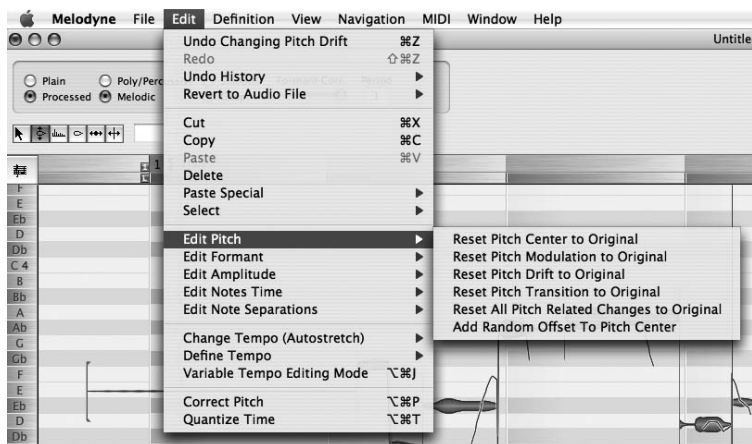 Melodyne File Edit Definition View Navigation MIDI Window Help
Untitle
Plain Poly/Perc
Processed Melodic
Undo Changing Pitch Drift ⌘Z
Redo ⇧⌘Z
Undo History
Revert to Audio File
Cut ⌘X
Copy ⌘C
Paste ⌘V
Delete
Paste Special
Select
Edit Pitch
Edit Formant
Edit Amplitude
Edit Notes Time
Edit Note Separations
Change Tempo (Autostretch)
Define Tempo
Variable Tempo Editing Mode ⌥⌘J
Correct Pitch ⌥⌘P
Quantize Time ⌥⌘T
Reset Pitch Center to Original
Reset Pitch Modulation to Original
Reset Pitch Drift to Original
Reset Pitch Transition to Original
Reset All Pitch Related Changes to Original
Add Random Offset To Pitch Center
1
L
F
E
Eb
D
Db
C 4
B
Bb
A
Ab
G
Gb
F
E
Eb
D
Db